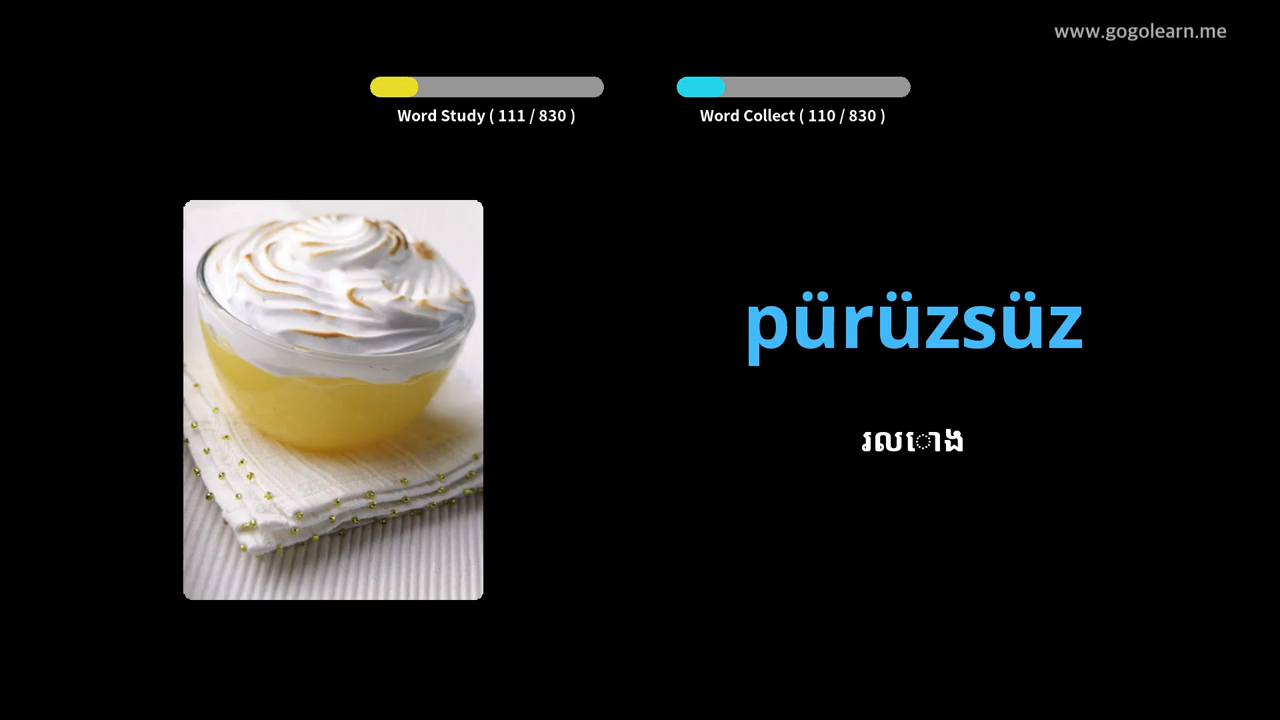 www.gogolearn.me
Word Study ( 111 / 830 )
Word Collect ( 110 / 830 )
pürüzsüz
រលោង